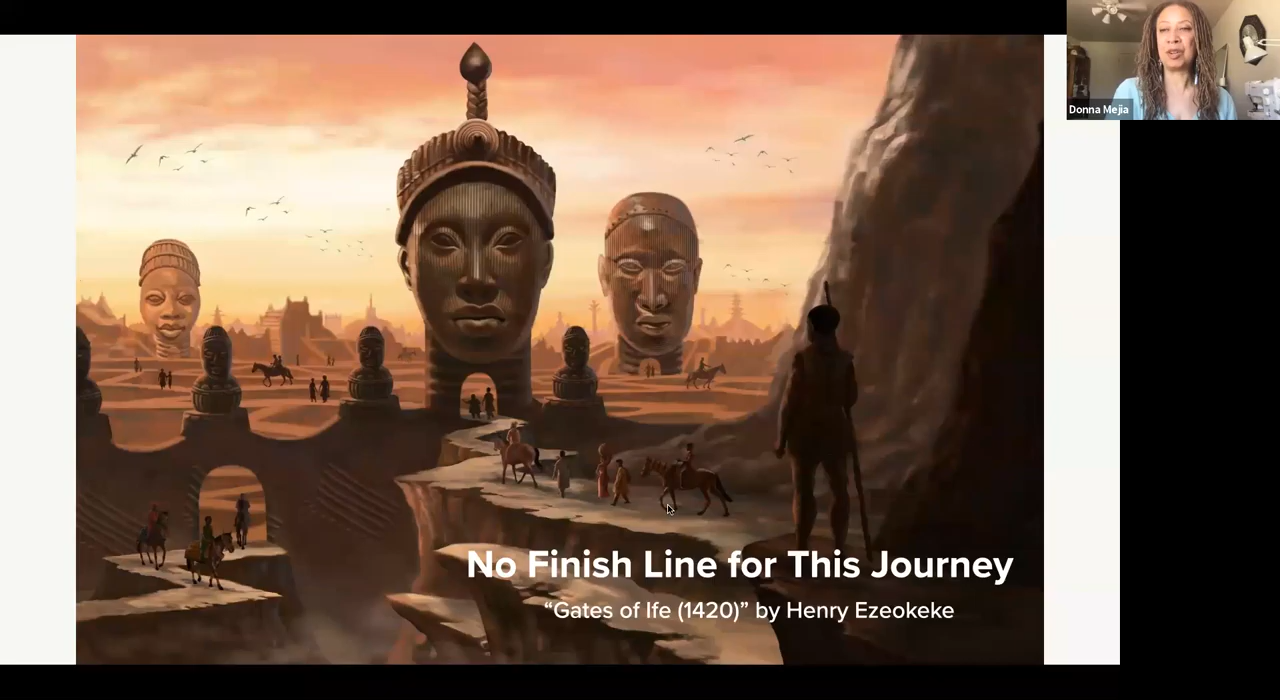 Donna Mejia
No Finish Line for This Journey
“Gates of Ife (1420)” by Henry Ezeokeke